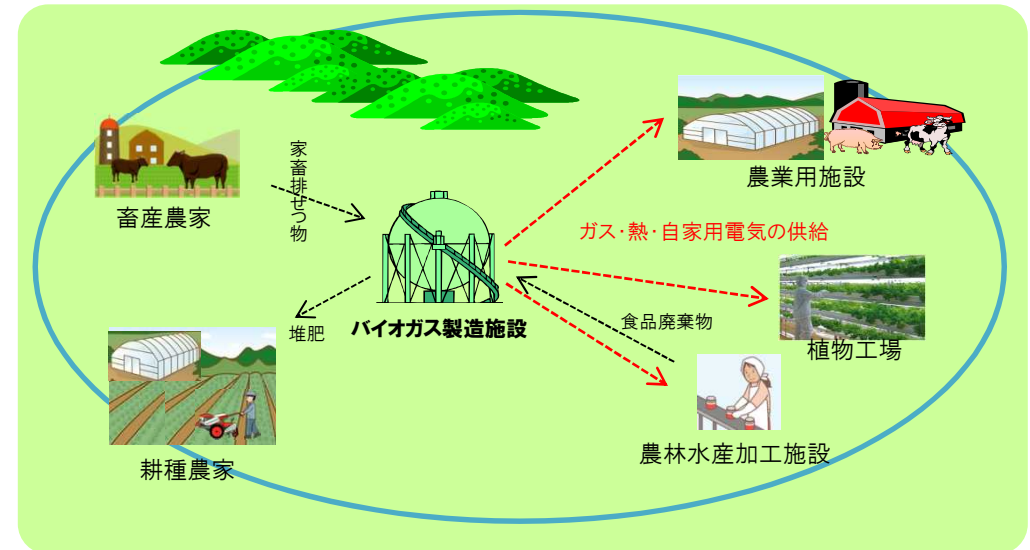 畜産農家
家畜排せつ物
農業用施設
ガス・熱・自家用電気の供給
堆肥
バイオガス製造施設
食品廃棄物
植物工場
農林水産加工施設
耕種農家